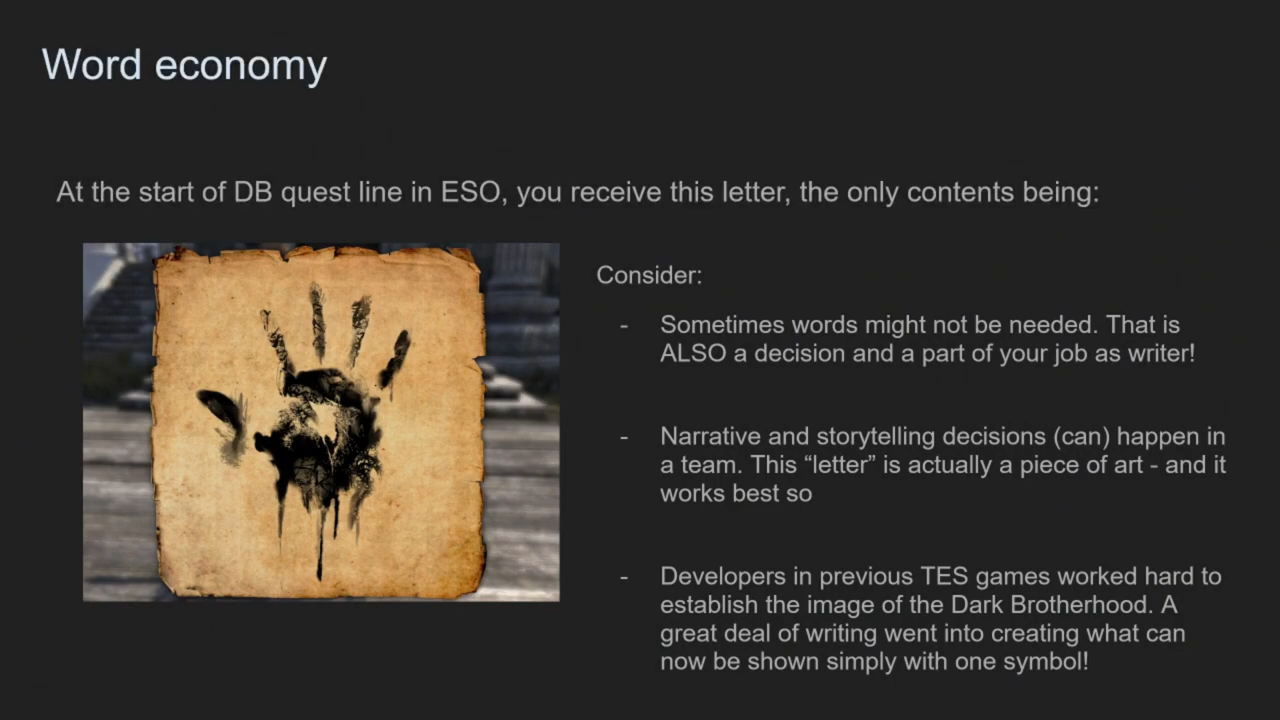 Word economy
At the start of DB quest line in ESO, you receive this letter, the only contents being:
Consider:
- Sometimes words might not be needed. That is
ALSO a decision and a part of your job as writer!
- Narrative and storytelling decisions (can) happen in
a team. This “letter” is actually a piece of art - and it
works best so
- Developers in previous TES games worked hard to
establish the image of the Dark Brotherhood. A
great deal of writing went into creating what can
now be shown simply with one symbol!